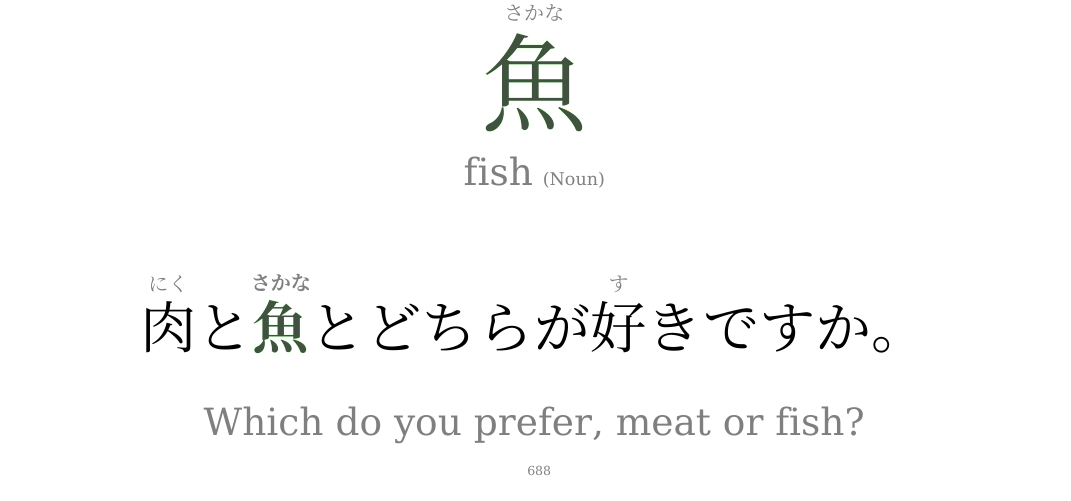 さかな
魚
fish (Noun)
にく さかな す
肉と魚とどちらが好きですか。
Which do you prefer, meat or fish?
688